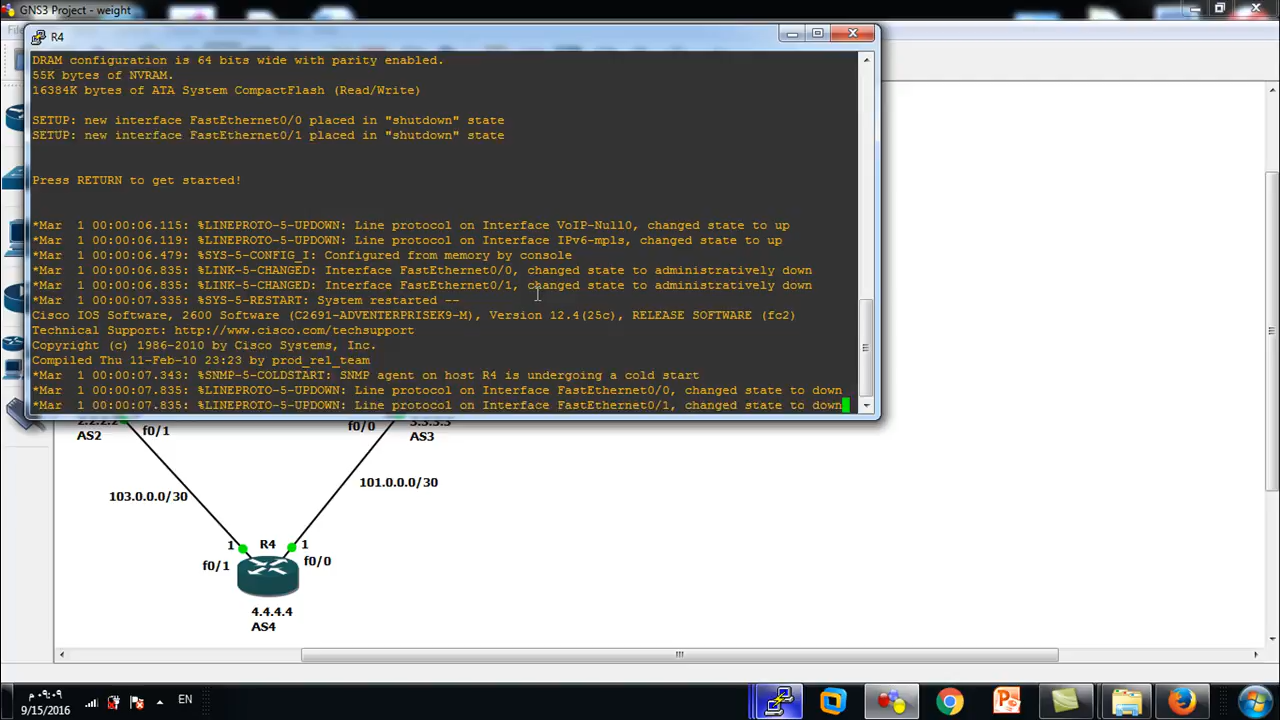 GNS3 Project - weight
R4
DRAM configuration is 64 bits wide with parity enabled.
55K bytes of NVRAM.
16384K bytes of ATA System CompactFlash (Read/Write)
SETUP: new interface FastEthernet0/0 placed in "shutdown" state
SETUP: new interface FastEthernet0/1 placed in "shutdown" state
Press RETURN to get started!
*Mar  1 00:00:06.115: %LINEPROTO-5-UPDOWN: Line protocol on Interface VoIP-Null0, changed state to up
*Mar  1 00:00:06.119: %LINEPROTO-5-UPDOWN: Line protocol on Interface IPv6-mpls, changed state to up
*Mar  1 00:00:06.479: %SYS-5-CONFIG_I: Configured from memory by console
*Mar  1 00:00:06.835: %LINK-5-CHANGED: Interface FastEthernet0/0, changed state to administratively down
*Mar  1 00:00:06.835: %LINK-5-CHANGED: Interface FastEthernet0/1, changed state to administratively down
*Mar  1 00:00:07.335: %SYS-5-RESTART: System restarted --
Cisco IOS Software, 2600 Software (C2691-ADVENTERPRISEK9-M), Version 12.4(25c), RELEASE SOFTWARE (fc2)
Technical Support: http://www.cisco.com/techsupport
Copyright (c) 1986-2010 by Cisco Systems, Inc.
Compiled Thu 11-Feb-10 23:23 by prod_rel_team
*Mar  1 00:00:07.343: %SNMP-5-COLDSTART: SNMP agent on host R4 is undergoing a cold start
*Mar  1 00:00:07.835: %LINEPROTO-5-UPDOWN: Line protocol on Interface FastEthernet0/0, changed state to down
*Mar  1 00:00:07.835: %LINEPROTO-5-UPDOWN: Line protocol on Interface FastEthernet0/1, changed state to down
2.2.2.2
f0/1
f0/0
3.3.3.3
AS2
AS3
103.0.0.0/30
101.0.0.0/30
1
R4
1
f0/1
f0/0
4.4.4.4
AS4
٠٩:٠٩ م
EN
9/15/2016